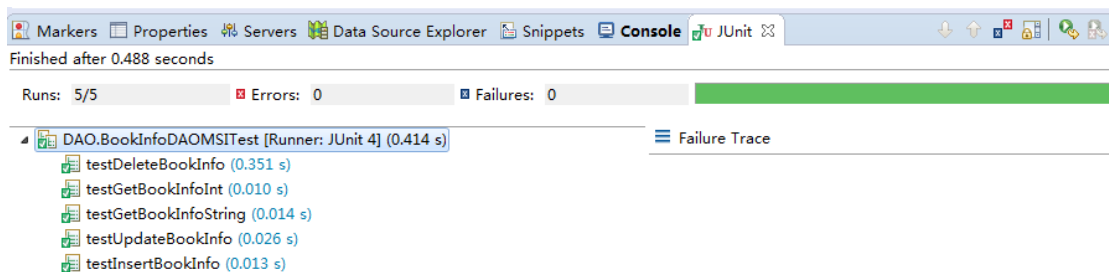 Markers Properties Servers Data Source Explorer Snippets Console JUnit
Finished after 0.488 seconds
Runs: 5/5 Errors: 0 Failures: 0
DAO.BookInfoDAOMSITest [Runner: JUnit 4] (0.414 s) Failure Trace
testDeleteBookInfo (0.351 s)
testGetBookInfoInt (0.010 s)
testGetBookInfoString (0.014 s)
testUpdateBookInfo (0.026 s)
testInsertBookInfo (0.013 s)